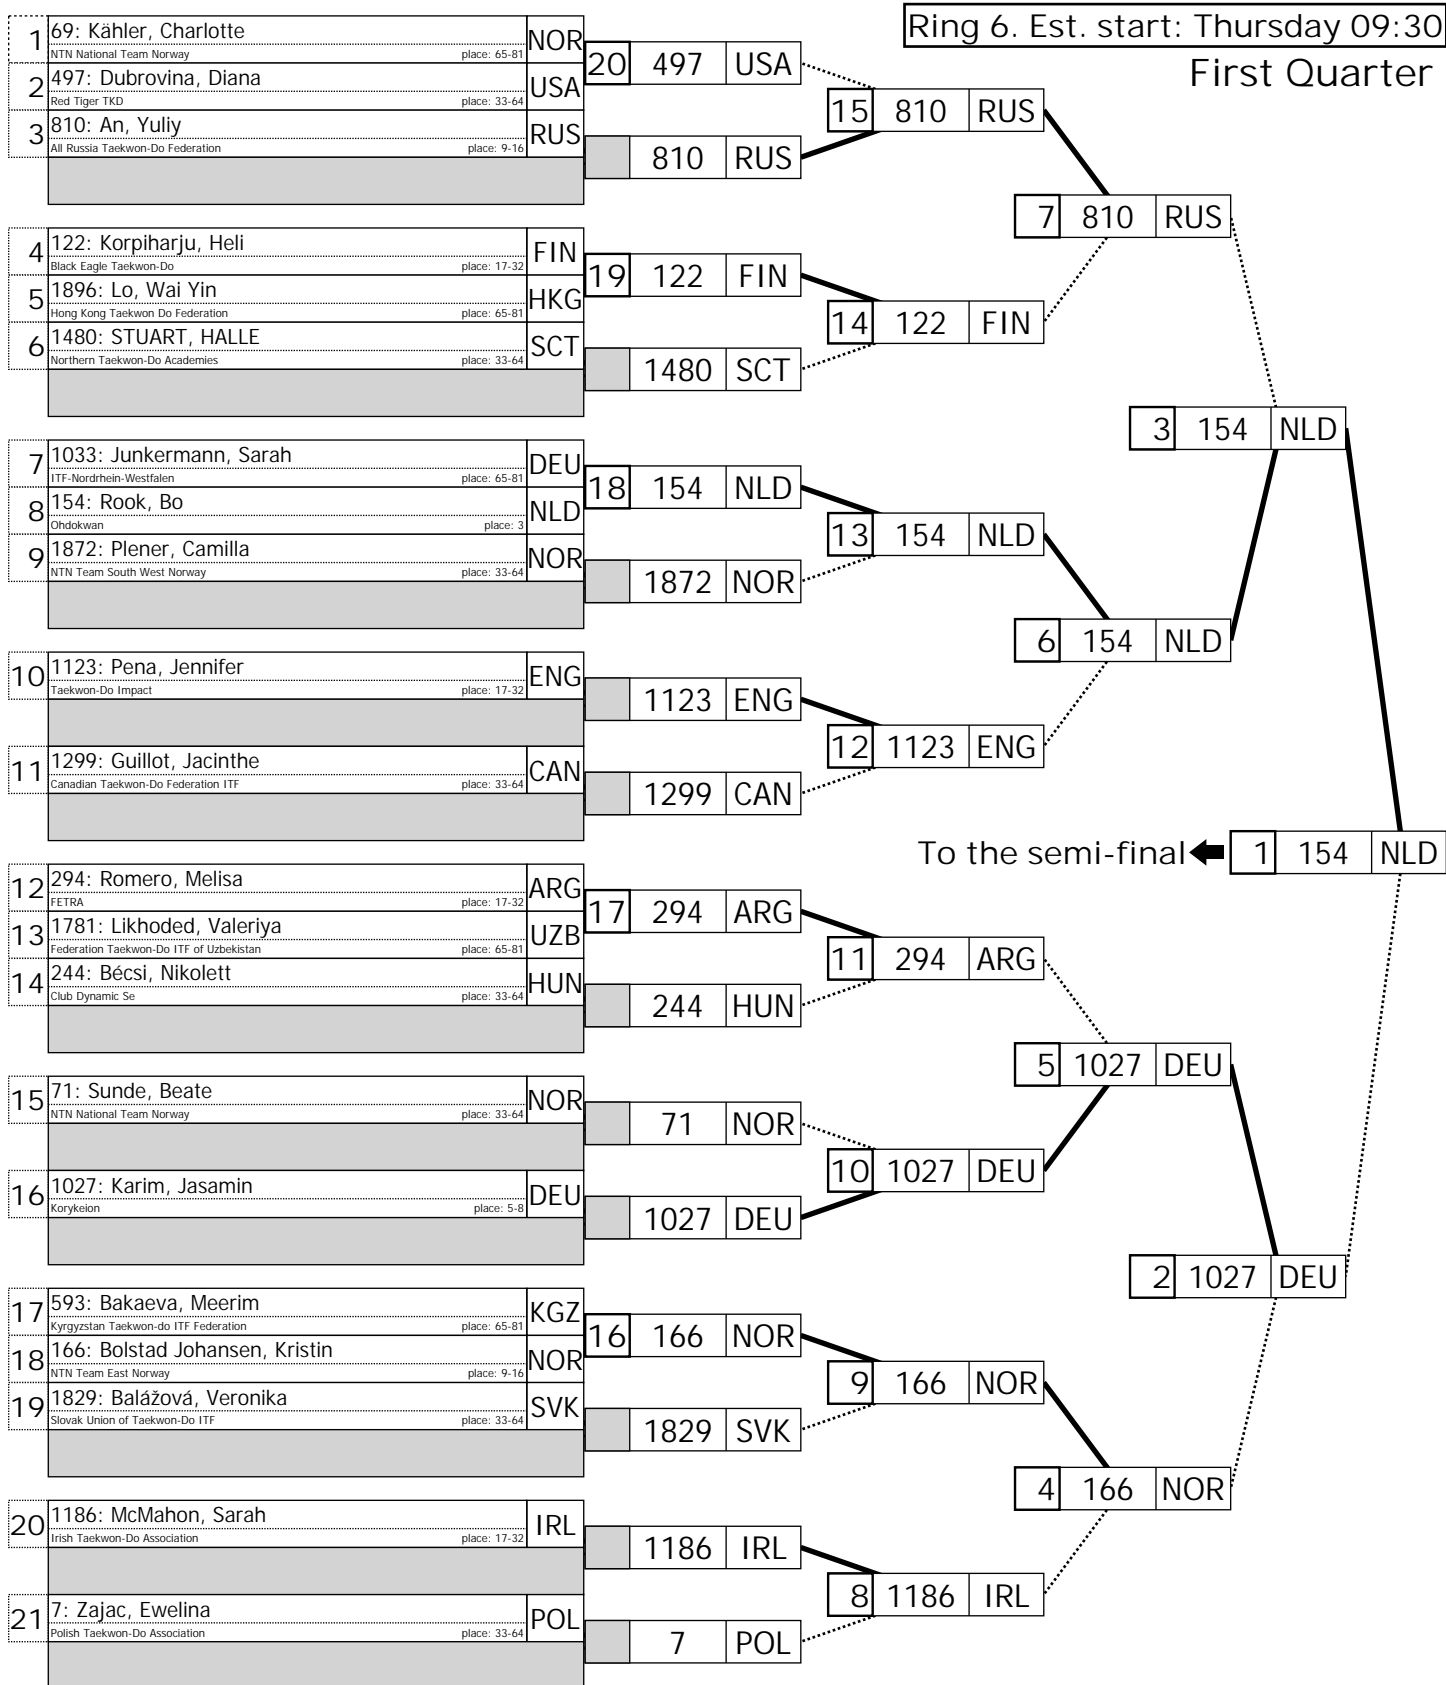 Ring 6. Est. start: Thursday 09:30
First Quarter
1 69: Kähler, Charlotte NOR
NTN National Team Norway place: 65-81
2 497: Dubrovina, Diana USA
Red Tiger TKD place: 33-64
3 810: An, Yuliy RUS
All Russia Taekwon-Do Federation place: 9-16
20 497 USA
810 RUS
15 810 RUS
7 810 RUS
4 122: Korpiharju, Heli FIN
Black Eagle Taekwon-Do place: 17-32
5 1896: Lo, Wai Yin HKG
Hong Kong Taekwon Do Federation place: 65-81
6 1480: STUART, HALLE SCT
Northern Taekwon-Do Academies place: 33-64
19 122 FIN
1480 SCT
14 122 FIN
3 154 NLD
7 1033: Junkermann, Sarah DEU
ITF-Nordrhein-Westfalen place: 65-81
8 154: Rook, Bo NLD
Ohdokwan place: 3
9 1872: Plener, Camilla NOR
NTN Team South West Norway place: 33-64
18 154 NLD
1872 NOR
13 154 NLD
6 154 NLD
10 1123: Pena, Jennifer ENG
Taekwon-Do Impact place: 17-32
11 1299: Guillot, Jacinthe CAN
Canadian Taekwon-Do Federation ITF place: 33-64
1123 ENG
1299 CAN
12 1123 ENG
To the semi-final 1 154 NLD
12 294: Romero, Melisa ARG
FETRA place: 17-32
13 1781: Likhoded, Valeriya UZB
Federation Taekwon-Do ITF of Uzbekistan place: 65-81
14 244: Bécsi, Nikolett HUN
Club Dynamic Se place: 33-64
17 294 ARG
244 HUN
11 294 ARG
5 1027 DEU
15 71: Sunde, Beate NOR
NTN National Team Norway place: 33-64
16 1027: Karim, Jasamin DEU
Korykeion place: 5-8
71 NOR
1027 DEU
10 1027 DEU
2 1027 DEU
17 593: Bakaeva, Meerim KGZ
Kyrgyzstan Taekwon-do ITF Federation place: 65-81
18 166: Bolstad Johansen, Kristin NOR
NTN Team East Norway place: 9-16
19 1829: Balážová, Veronika SVK
Slovak Union of Taekwon-Do ITF place: 33-64
16 166 NOR
1829 SVK
9 166 NOR
4 166 NOR
20 1186: McMahon, Sarah IRL
Irish Taekwon-Do Association place: 17-32
21 7: Zajac, Ewelina POL
Polish Taekwon-Do Association place: 33-64
1186 IRL
7 POL
8 1186 IRL